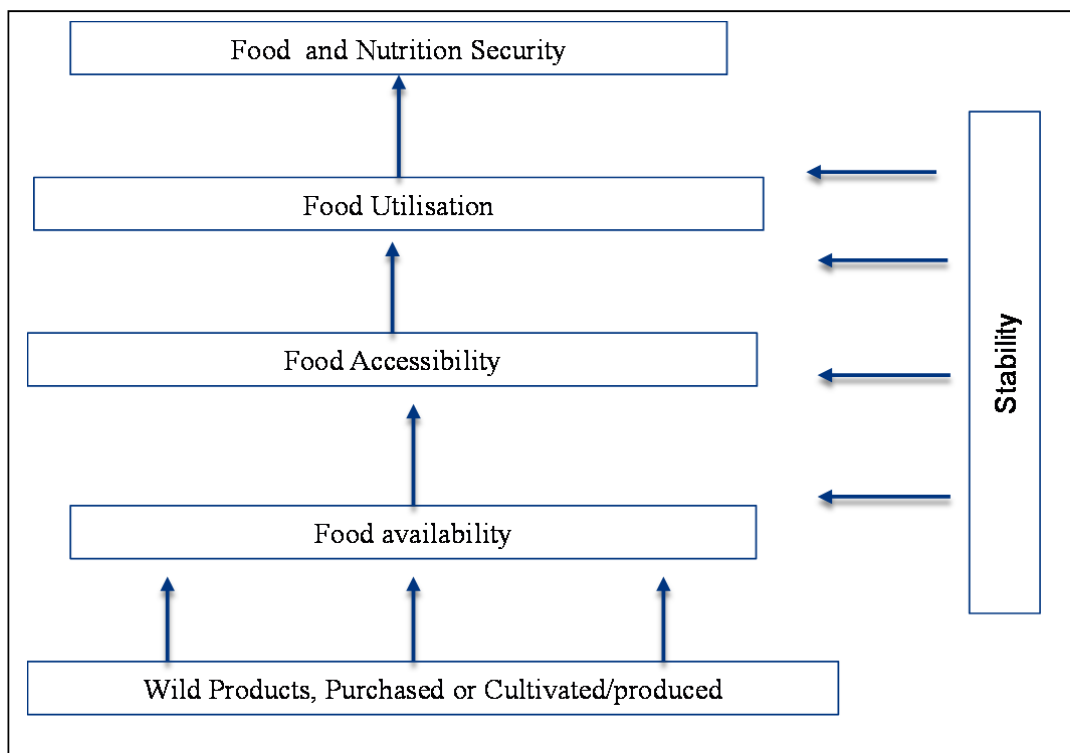 Food and Nutrition Security
Food Utilisation
Food Accessibility
Food availability
Wild Products, Purchased or Cultivated/produced
Stability